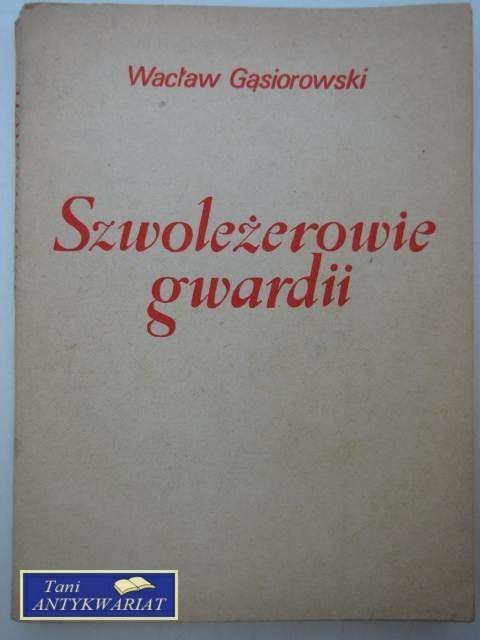 Wacław Gąsiorowski
Szwoleżerowie
gwardii
Tani
ANTYKWARIAT